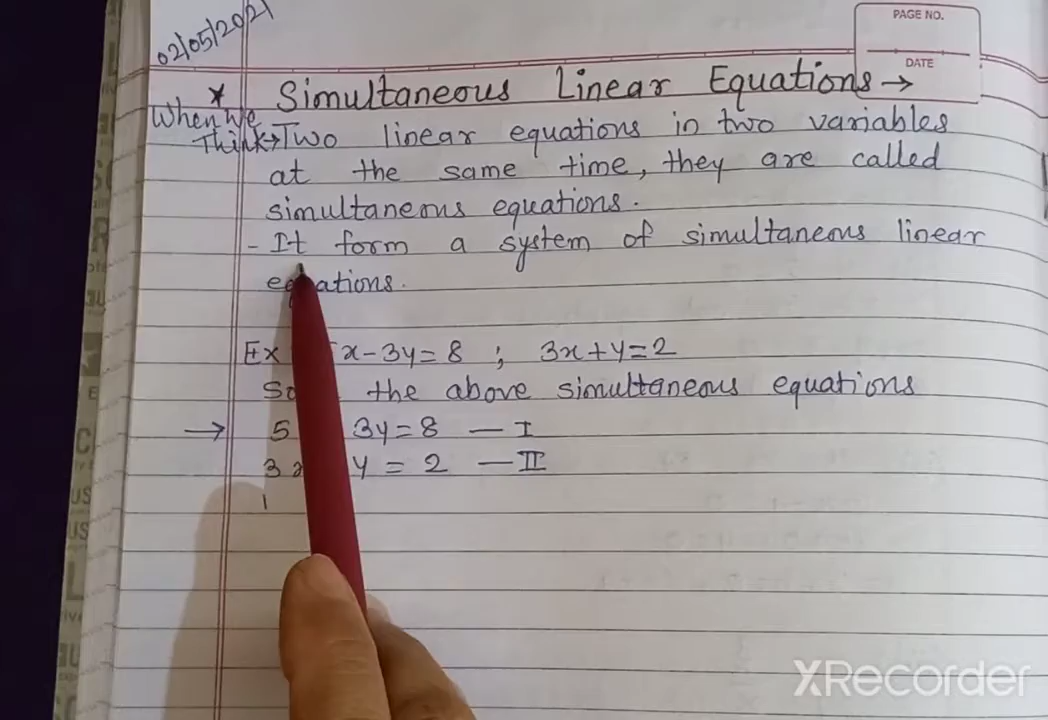 02/05/2021
PAGE NO.
DATE
* Simultaneous Linear Equations →
When we
Think → Two linear equations in two variables
at the same time, they are called
simultaneous equations.
- It form a system of simultaneous linear
equations.
Ex x - 3y = 8 ; 3x + y = 2
the above simultaneous equations
→ 5 3y = 8 — I
3 y = 2 — II
XRecorder